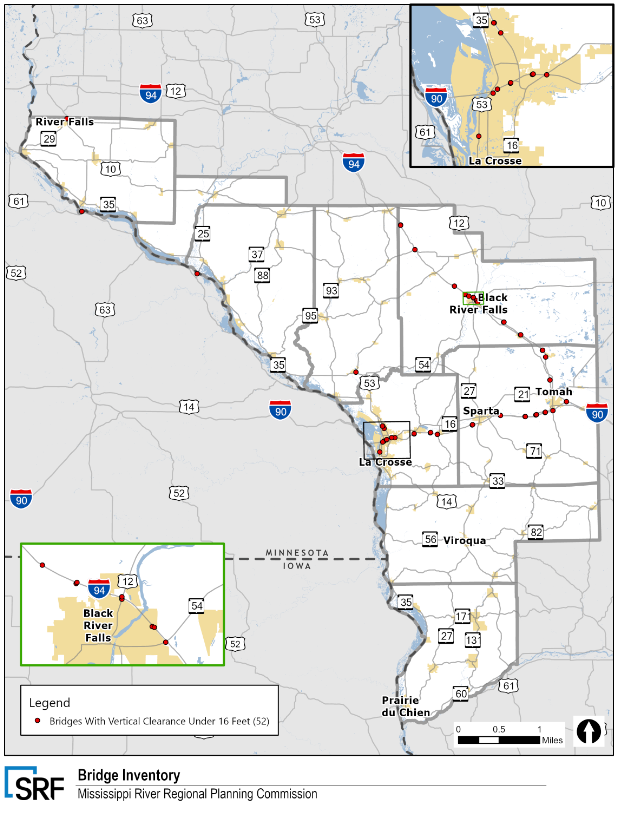 63
53
35
94
12
90
53
61
16
La Crosse
River Falls
29
94
10
61
35
10
12
25
37
52
88
93
63
95
Black
River Falls
35
54
53
27
21
Tomah
14
90
16
Sparta
90
La Crosse
71
33
90
52
14
56
Viroqua
82
MINNESOTA
IOWA
94
12
54
Black
River
Falls
35
17
27
13
52
61
60
Prairie
du Chien
Legend
Bridges With Vertical Clearance Under 16 Feet (52)
0 0.5 1
Miles
SRF
Bridge Inventory
Mississippi River Regional Planning Commission